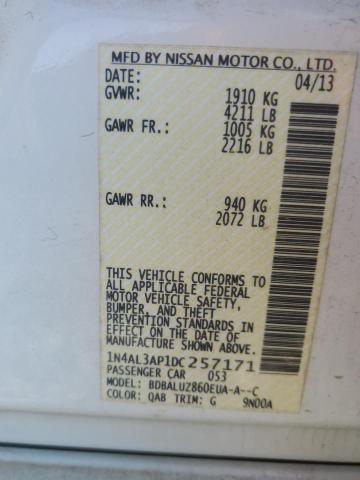 MFD BY NISSAN MOTOR CO., LTD.
DATE: 04/13
GVWR: 1910 KG
4211 LB
GAWR FR.: 1005 KG
2216 LB
GAWR RR.: 940 KG
2072 LB
THIS VEHICLE CONFORMS TO
ALL APPLICABLE FEDERAL
MOTOR VEHICLE SAFETY,
BUMPER, AND THEFT
PREVENTION STANDARDS IN
EFFECT ON THE DATE OF
MANUFACTURE SHOWN ABOVE.
1N4AL3AP1DC257171
PASSENGER CAR 053
MODEL: BDBALUZ860EUA-A--C
COLOR: QAB TRIM: G 9N00A